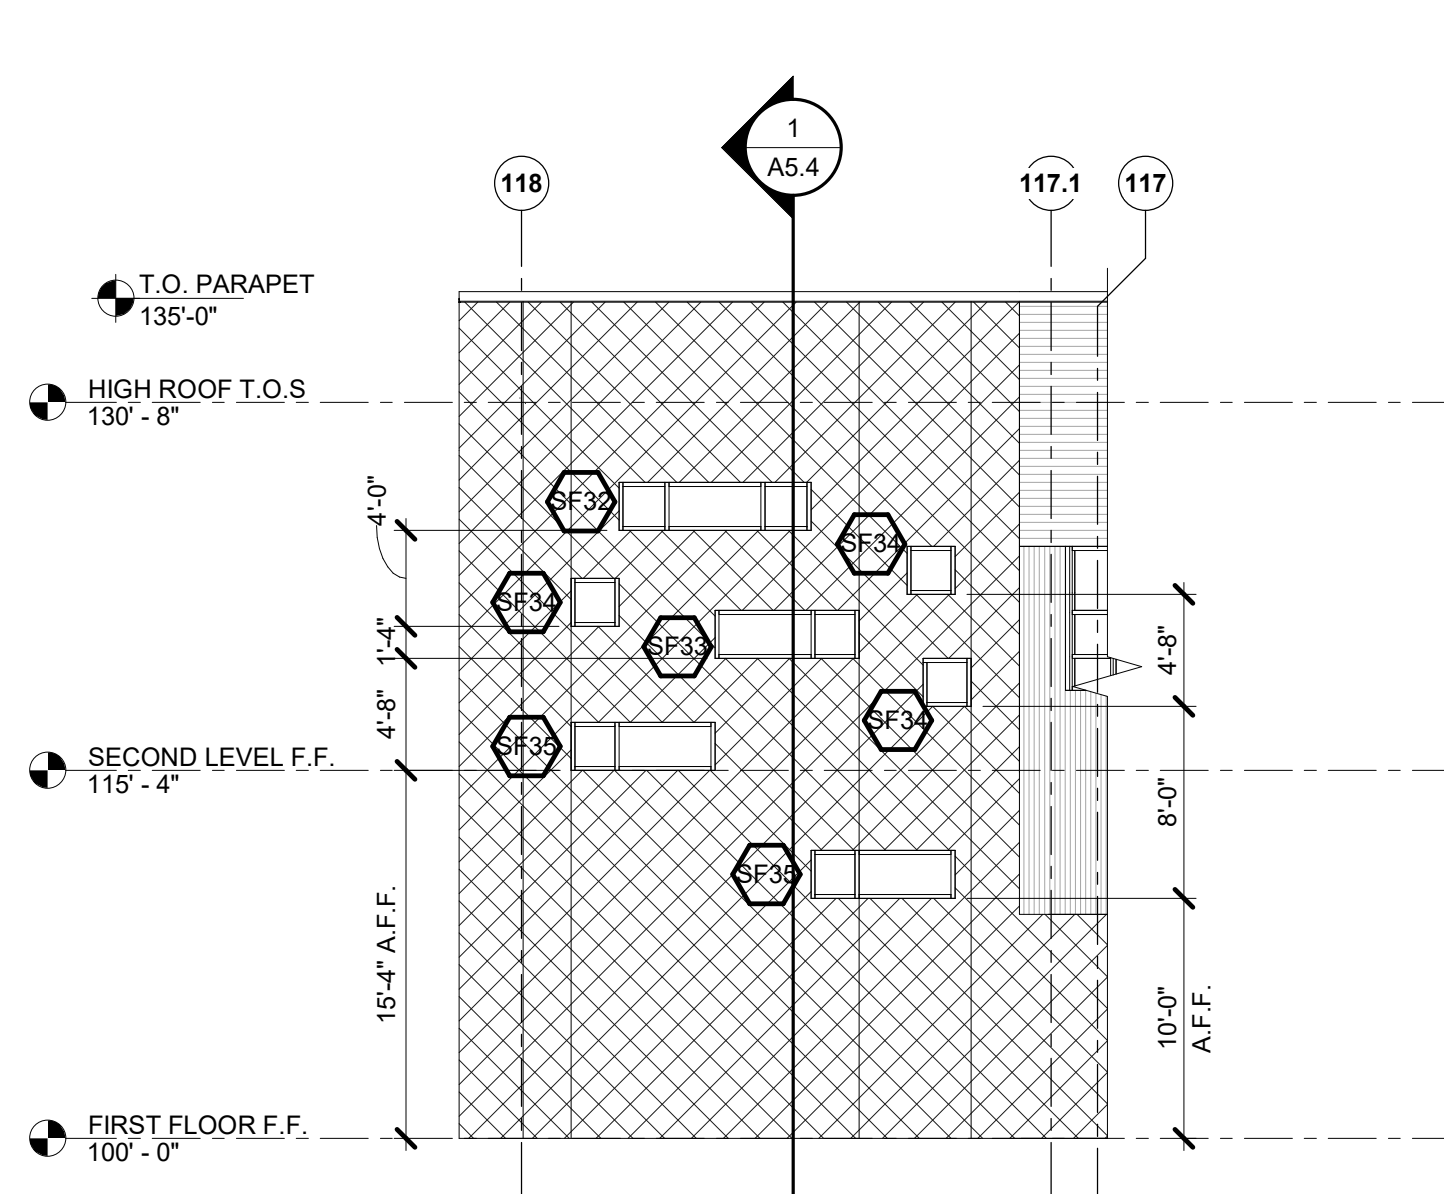 1
A5.4
118
117.1
117
T.O. PARAPET
135'-0"
HIGH ROOF T.O.S
130' - 8"
4'-0"
SF32
SF34
SF34
1'-4"
SF33
4'-8"
4'-8"
SF34
SF35
SECOND LEVEL F.F.
115' - 4"
8'-0"
SF35
15'-4" A.F.F.
10'-0"
A.F.F.
FIRST FLOOR F.F.
100' - 0"